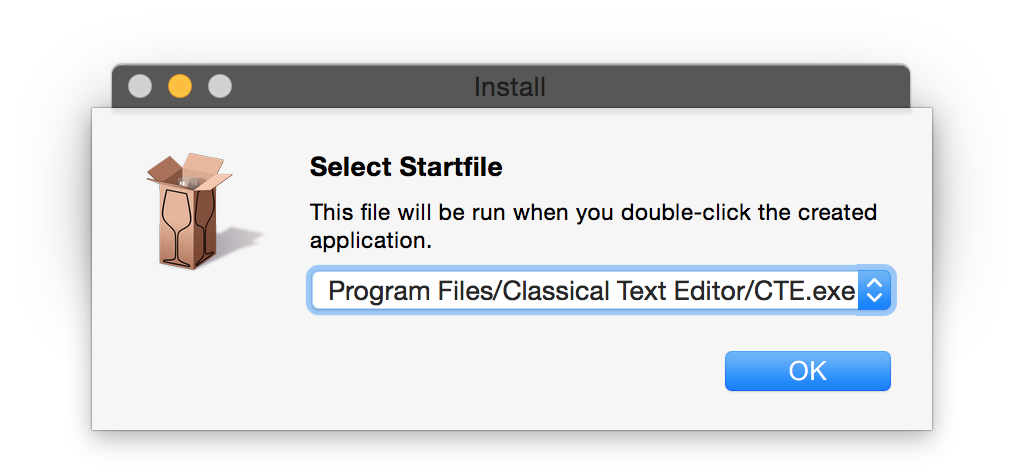 Install
Select Startfile
This file will be run when you double-click the created
application.
Program Files/Classical Text Editor/CTE.exe
OK